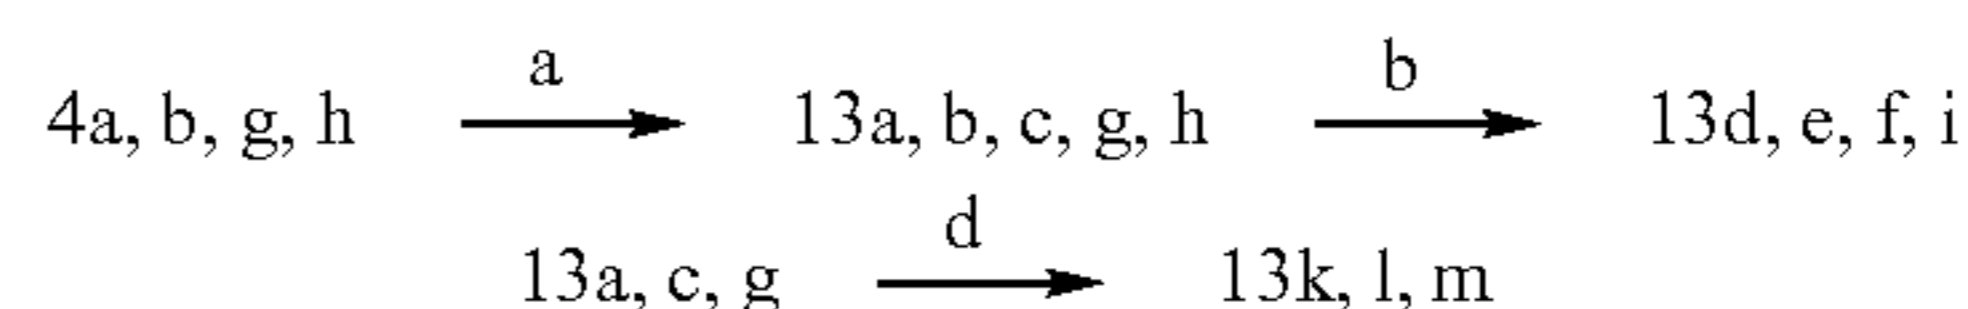 a b
4a, b, g, h 13a, b, c, g, h 13d, e, f, i
d
13a, c, g 13k, l, m